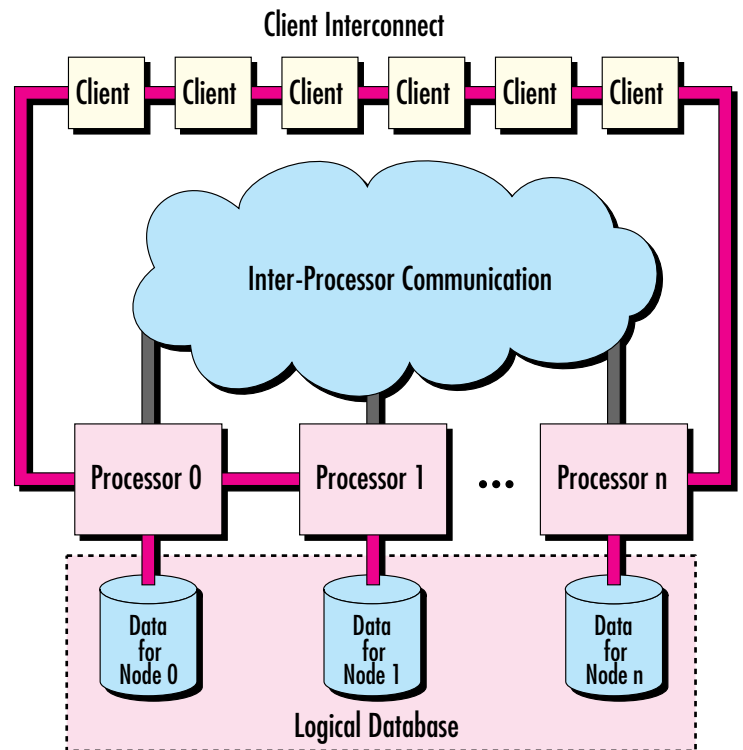 Client Interconnect
Client Client Client Client Client Client
Inter-Processor Communication
Processor 0 Processor 1 ... Processor n
Data for Node 0
Data for Node 1
Data for Node n
Logical Database